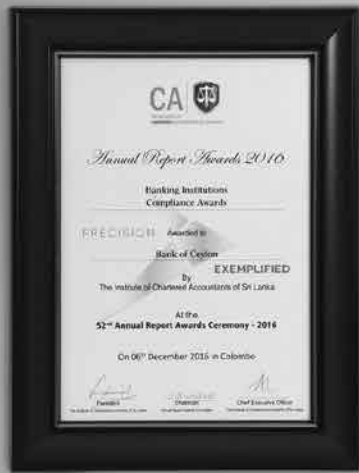 CA
Annual Report Awards 2016
Banking Institutions
Compliance Awards
PRECISION Awarded to
Bank of Ceylon
EXEMPLIFIED
By
The Institute of Chartered Accountants of Sri Lanka
At the
52nd Annual Report Awards Ceremony - 2016
On 06th December 2016 in Colombo
President Chairman Chief Executive Officer